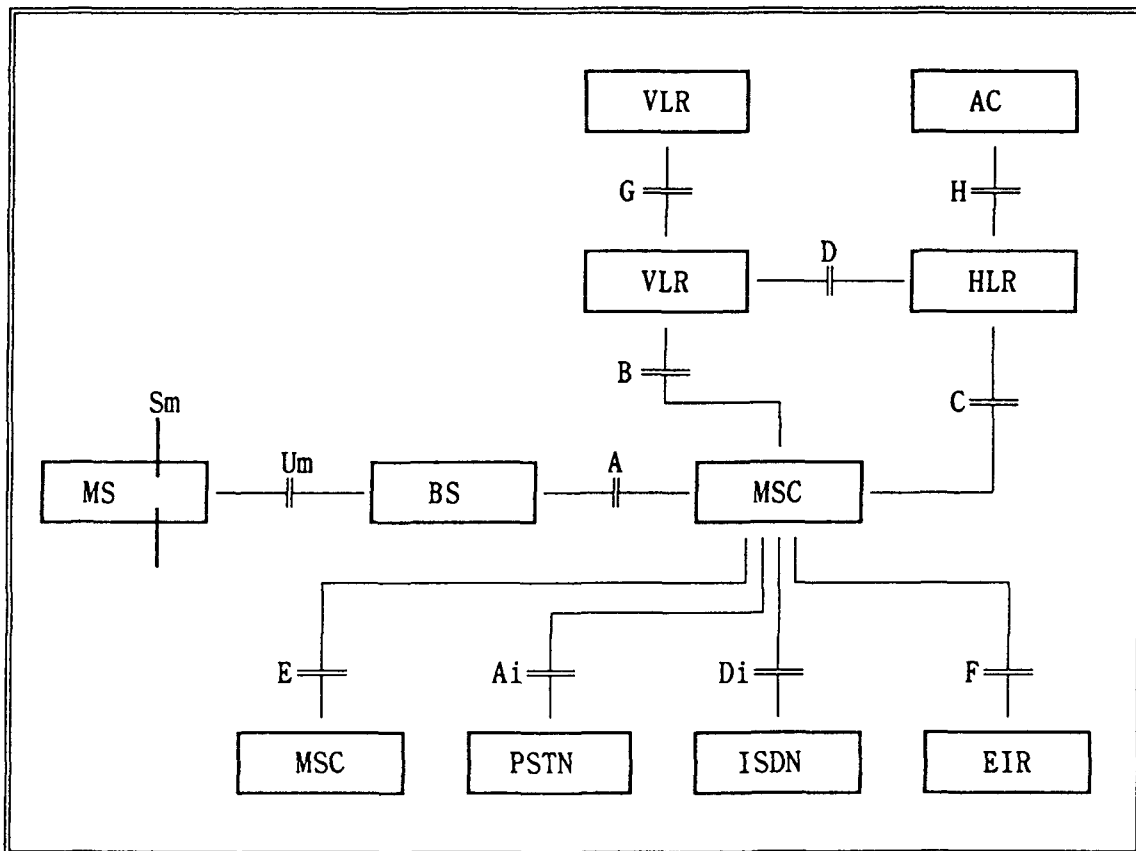 VLR AC
G H
D
VLR HLR
B
C
Sm
Um A
MS BS MSC
E Ai Di F
MSC PSTN ISDN EIR